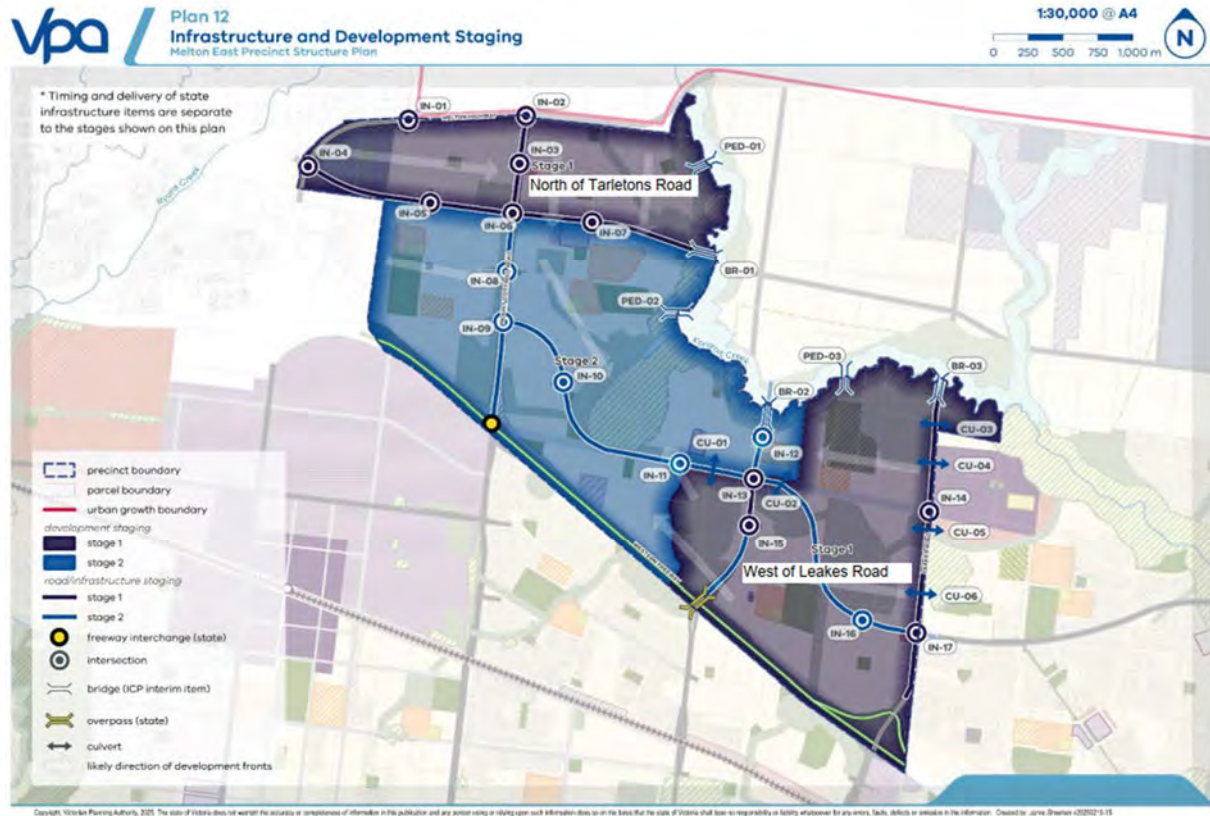 vpa
Plan 12
Infrastructure and Development Staging
Melton East Precinct Structure Plan
1:30,000 @ A4
0 250 500 750 1,000 m
N
* Timing and delivery of state
infrastructure items are separate
to the stages shown on this plan
IN-01
IN-02
MELTON HIGHWAY
PED-01
IN-03
IN-04
Stage 1
North of Tarletons Road
IN-05
IN-06
IN-07
BR-01
IN-08
PED-02
IN-09
Kororoit Creek
Stage 2
PED-03
BR-03
IN-10
BR-02
CU-03
CU-01
IN-12
CU-04
IN-11
IN-13
CU-02
IN-14
CU-05
IN-15
Stage 1
West of Leakes Road
CU-06
IN-16
IN-17
precinct boundary
parcel boundary
urban growth boundary
development staging
stage 1
stage 2
road/infrastructure staging
stage 1
stage 2
freeway interchange (state)
intersection
bridge (ICP interim item)
overpass (state)
culvert
likely direction of development fronts